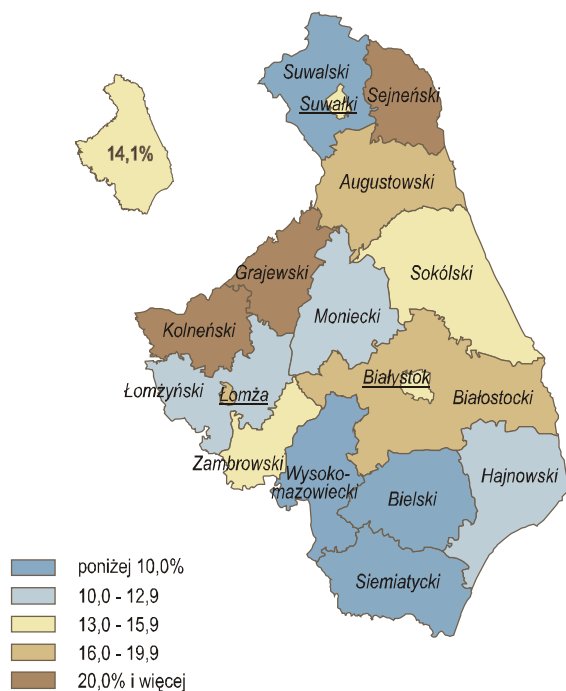 Suwalski
Suwałki
Sejneński
14,1%
Augustowski
Grajewski
Sokólski
Moniecki
Kolneński
Łomżyński
Łomża
Białystok
Białostocki
Zambrowski
Wysoko-
mazowiecki
Hajnowski
Bielski
Siemiatycki
poniżej 10,0%
10,0 - 12,9
13,0 - 15,9
16,0 - 19,9
20,0% i więcej